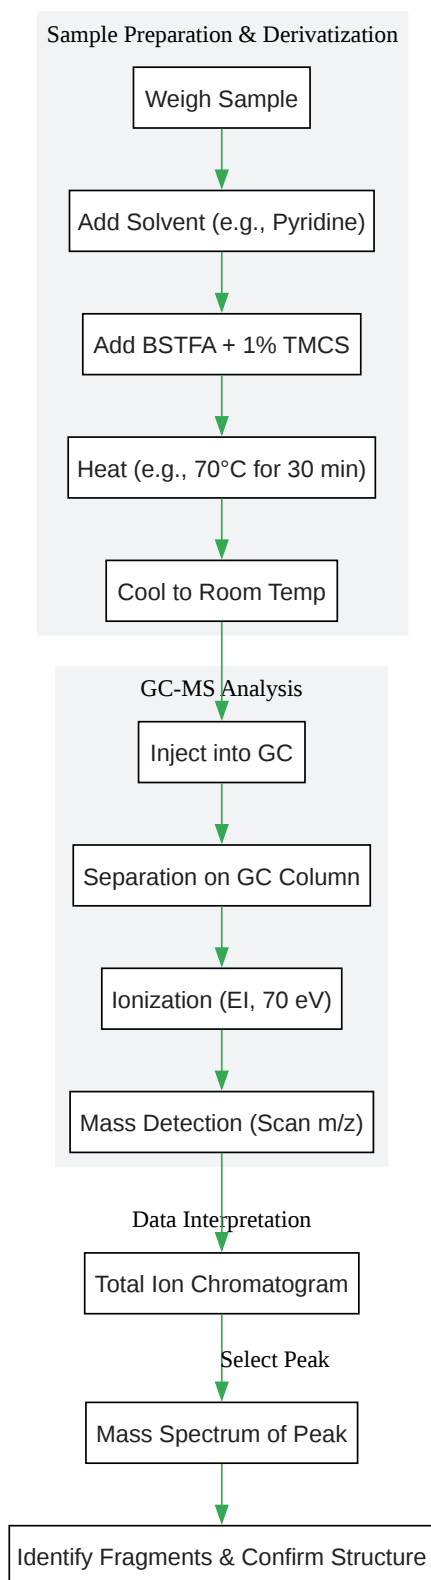 Sample Preparation & Derivatization
Weigh Sample
Add Solvent (e.g., Pyridine)
Add BSTFA + 1% TMCS
Heat (e.g., 70°C for 30 min)
Cool to Room Temp
GC-MS Analysis
Inject into GC
Separation on GC Column
Ionization (EI, 70 eV)
Mass Detection (Scan m/z)
Data Interpretation
Total Ion Chromatogram
Select Peak
Mass Spectrum of Peak
Identify Fragments & Confirm Structure